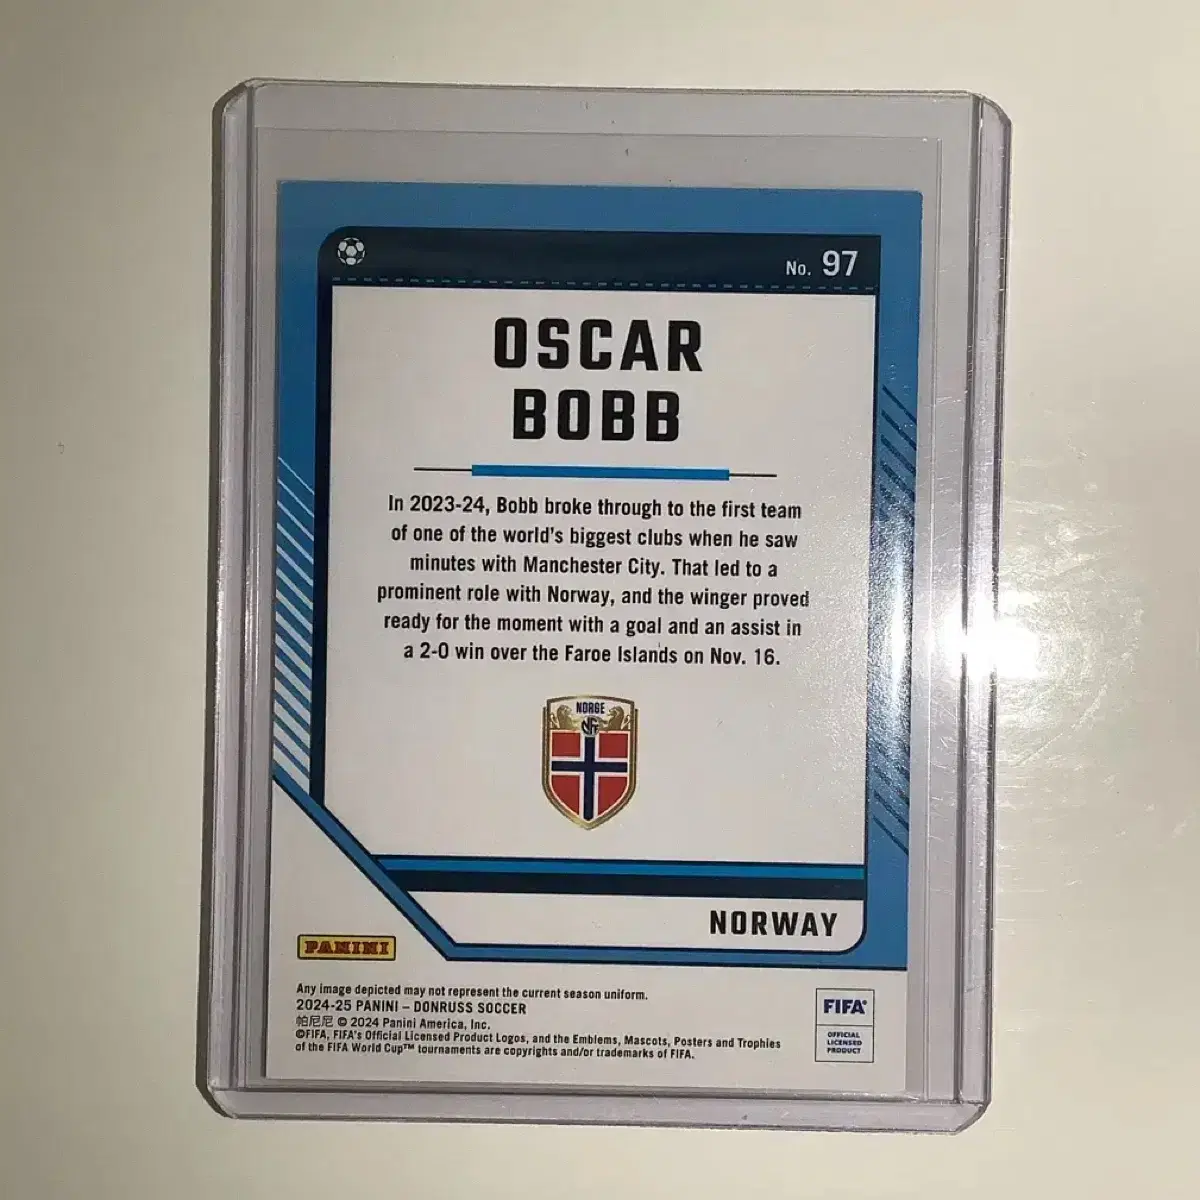 No. 97
OSCAR
BOBB
In 2023-24, Bobb broke through to the first team
of one of the world's biggest clubs when he saw
minutes with Manchester City. That led to a
prominent role with Norway, and the winger proved
ready for the moment with a goal and an assist in
a 2-0 win over the Faroe Islands on Nov. 16.
NORGE
NFF
NORWAY
PANINI
Any image depicted may not represent the current season uniform.
2024-25 PANINI – DONRUSS SOCCER
帕尼尼 © 2024 Panini America, Inc.
©FIFA, FIFA's Official Licensed Product Logos, and the Emblems, Mascots, Posters and Trophies
of the FIFA World Cup™ tournaments are copyrights and/or trademarks of FIFA.
FIFA®
OFFICIAL
LICENSED
PRODUCT